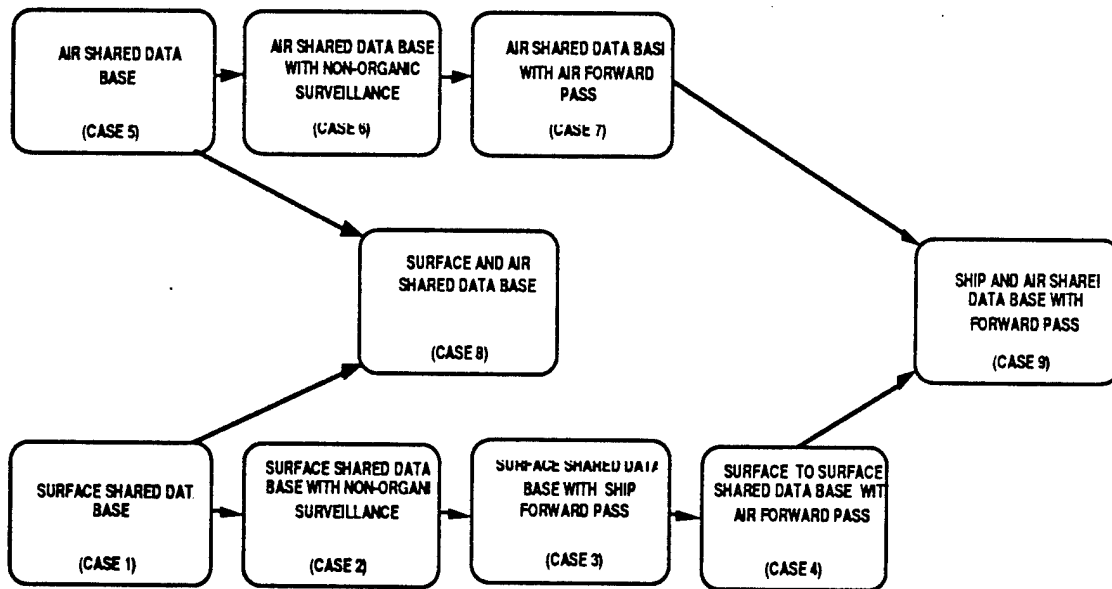 AIR SHARED DATA
BASE
(CASE 5)
AIR SHARED DATA BASE
WITH NON-ORGANIC
SURVEILLANCE
(CASE 6)
AIR SHARED DATA BASI
WITH AIR FORWARD
PASS
(CASE 7)
SURFACE AND AIR
SHARED DATA BASE
(CASE 8)
SHIP AND AIR SHAREI
DATA BASE WITH
FORWARD PASS
(CASE 9)
SURFACE SHARED DAT.
BASE
(CASE 1)
SURFACE SHARED DATA
BASE WITH NON-ORGANI
SURVEILLANCE
(CASE 2)
SURFACE SHARED DATA
BASE WITH SHIP
FORWARD PASS
(CASE 3)
SURFACE TO SURFACE
SHARED DATA BASE WIT
AIR FORWARD PASS
(CASE 4)